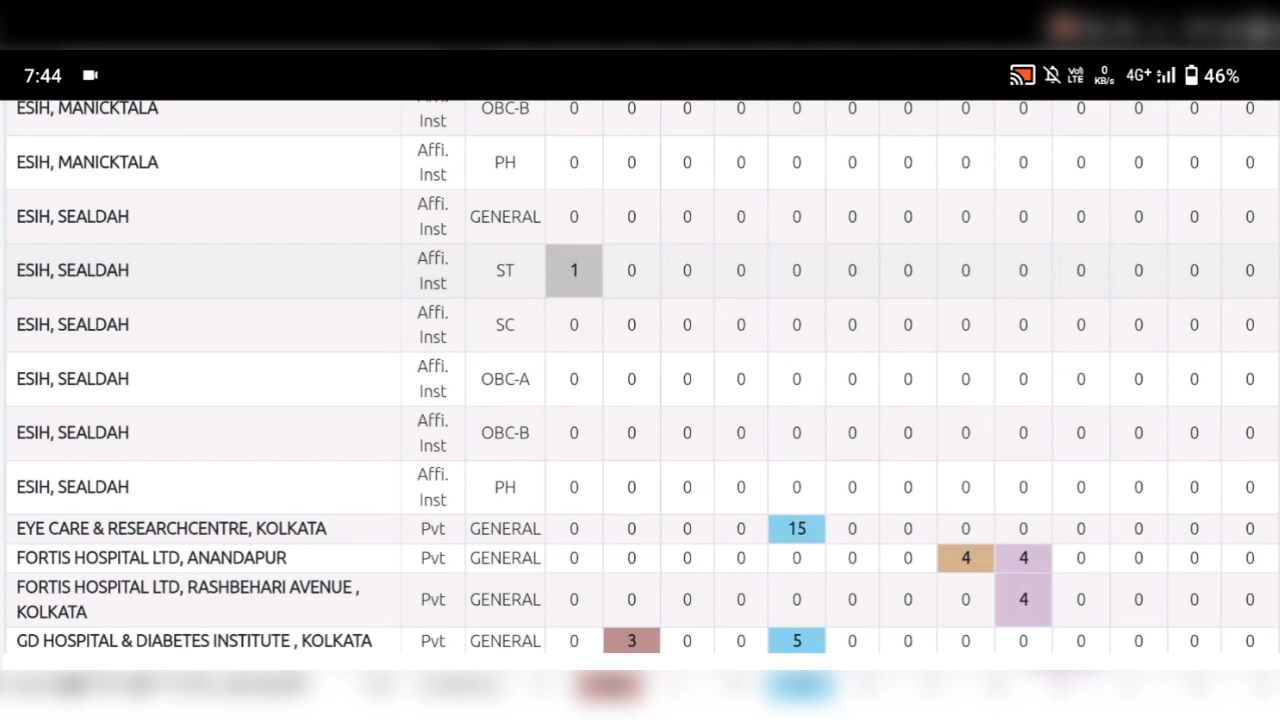 7:44 Vo) LTE 0 KB/s 4G+ 46%
ESIH, MANICKTALA Inst OBC-B 0 0 0 0 0 0 0 0 0 0 0 0 0
ESIH, MANICKTALA Affi. Inst PH 0 0 0 0 0 0 0 0 0 0 0 0 0
ESIH, SEALDAH Affi. Inst GENERAL 0 0 0 0 0 0 0 0 0 0 0 0 0
ESIH, SEALDAH Affi. Inst ST 1 0 0 0 0 0 0 0 0 0 0 0 0
ESIH, SEALDAH Affi. Inst SC 0 0 0 0 0 0 0 0 0 0 0 0 0
ESIH, SEALDAH Affi. Inst OBC-A 0 0 0 0 0 0 0 0 0 0 0 0 0
ESIH, SEALDAH Affi. Inst OBC-B 0 0 0 0 0 0 0 0 0 0 0 0 0
ESIH, SEALDAH Affi. Inst PH 0 0 0 0 0 0 0 0 0 0 0 0 0
EYE CARE & RESEARCHCENTRE, KOLKATA Pvt GENERAL 0 0 0 0 15 0 0 0 0 0 0 0 0
FORTIS HOSPITAL LTD, ANANDAPUR Pvt GENERAL 0 0 0 0 0 0 0 4 4 0 0 0 0
FORTIS HOSPITAL LTD, RASHBEHARI AVENUE , KOLKATA Pvt GENERAL 0 0 0 0 0 0 0 0 4 0 0 0 0
GD HOSPITAL & DIABETES INSTITUTE , KOLKATA Pvt GENERAL 0 3 0 0 5 0 0 0 0 0 0 0 0